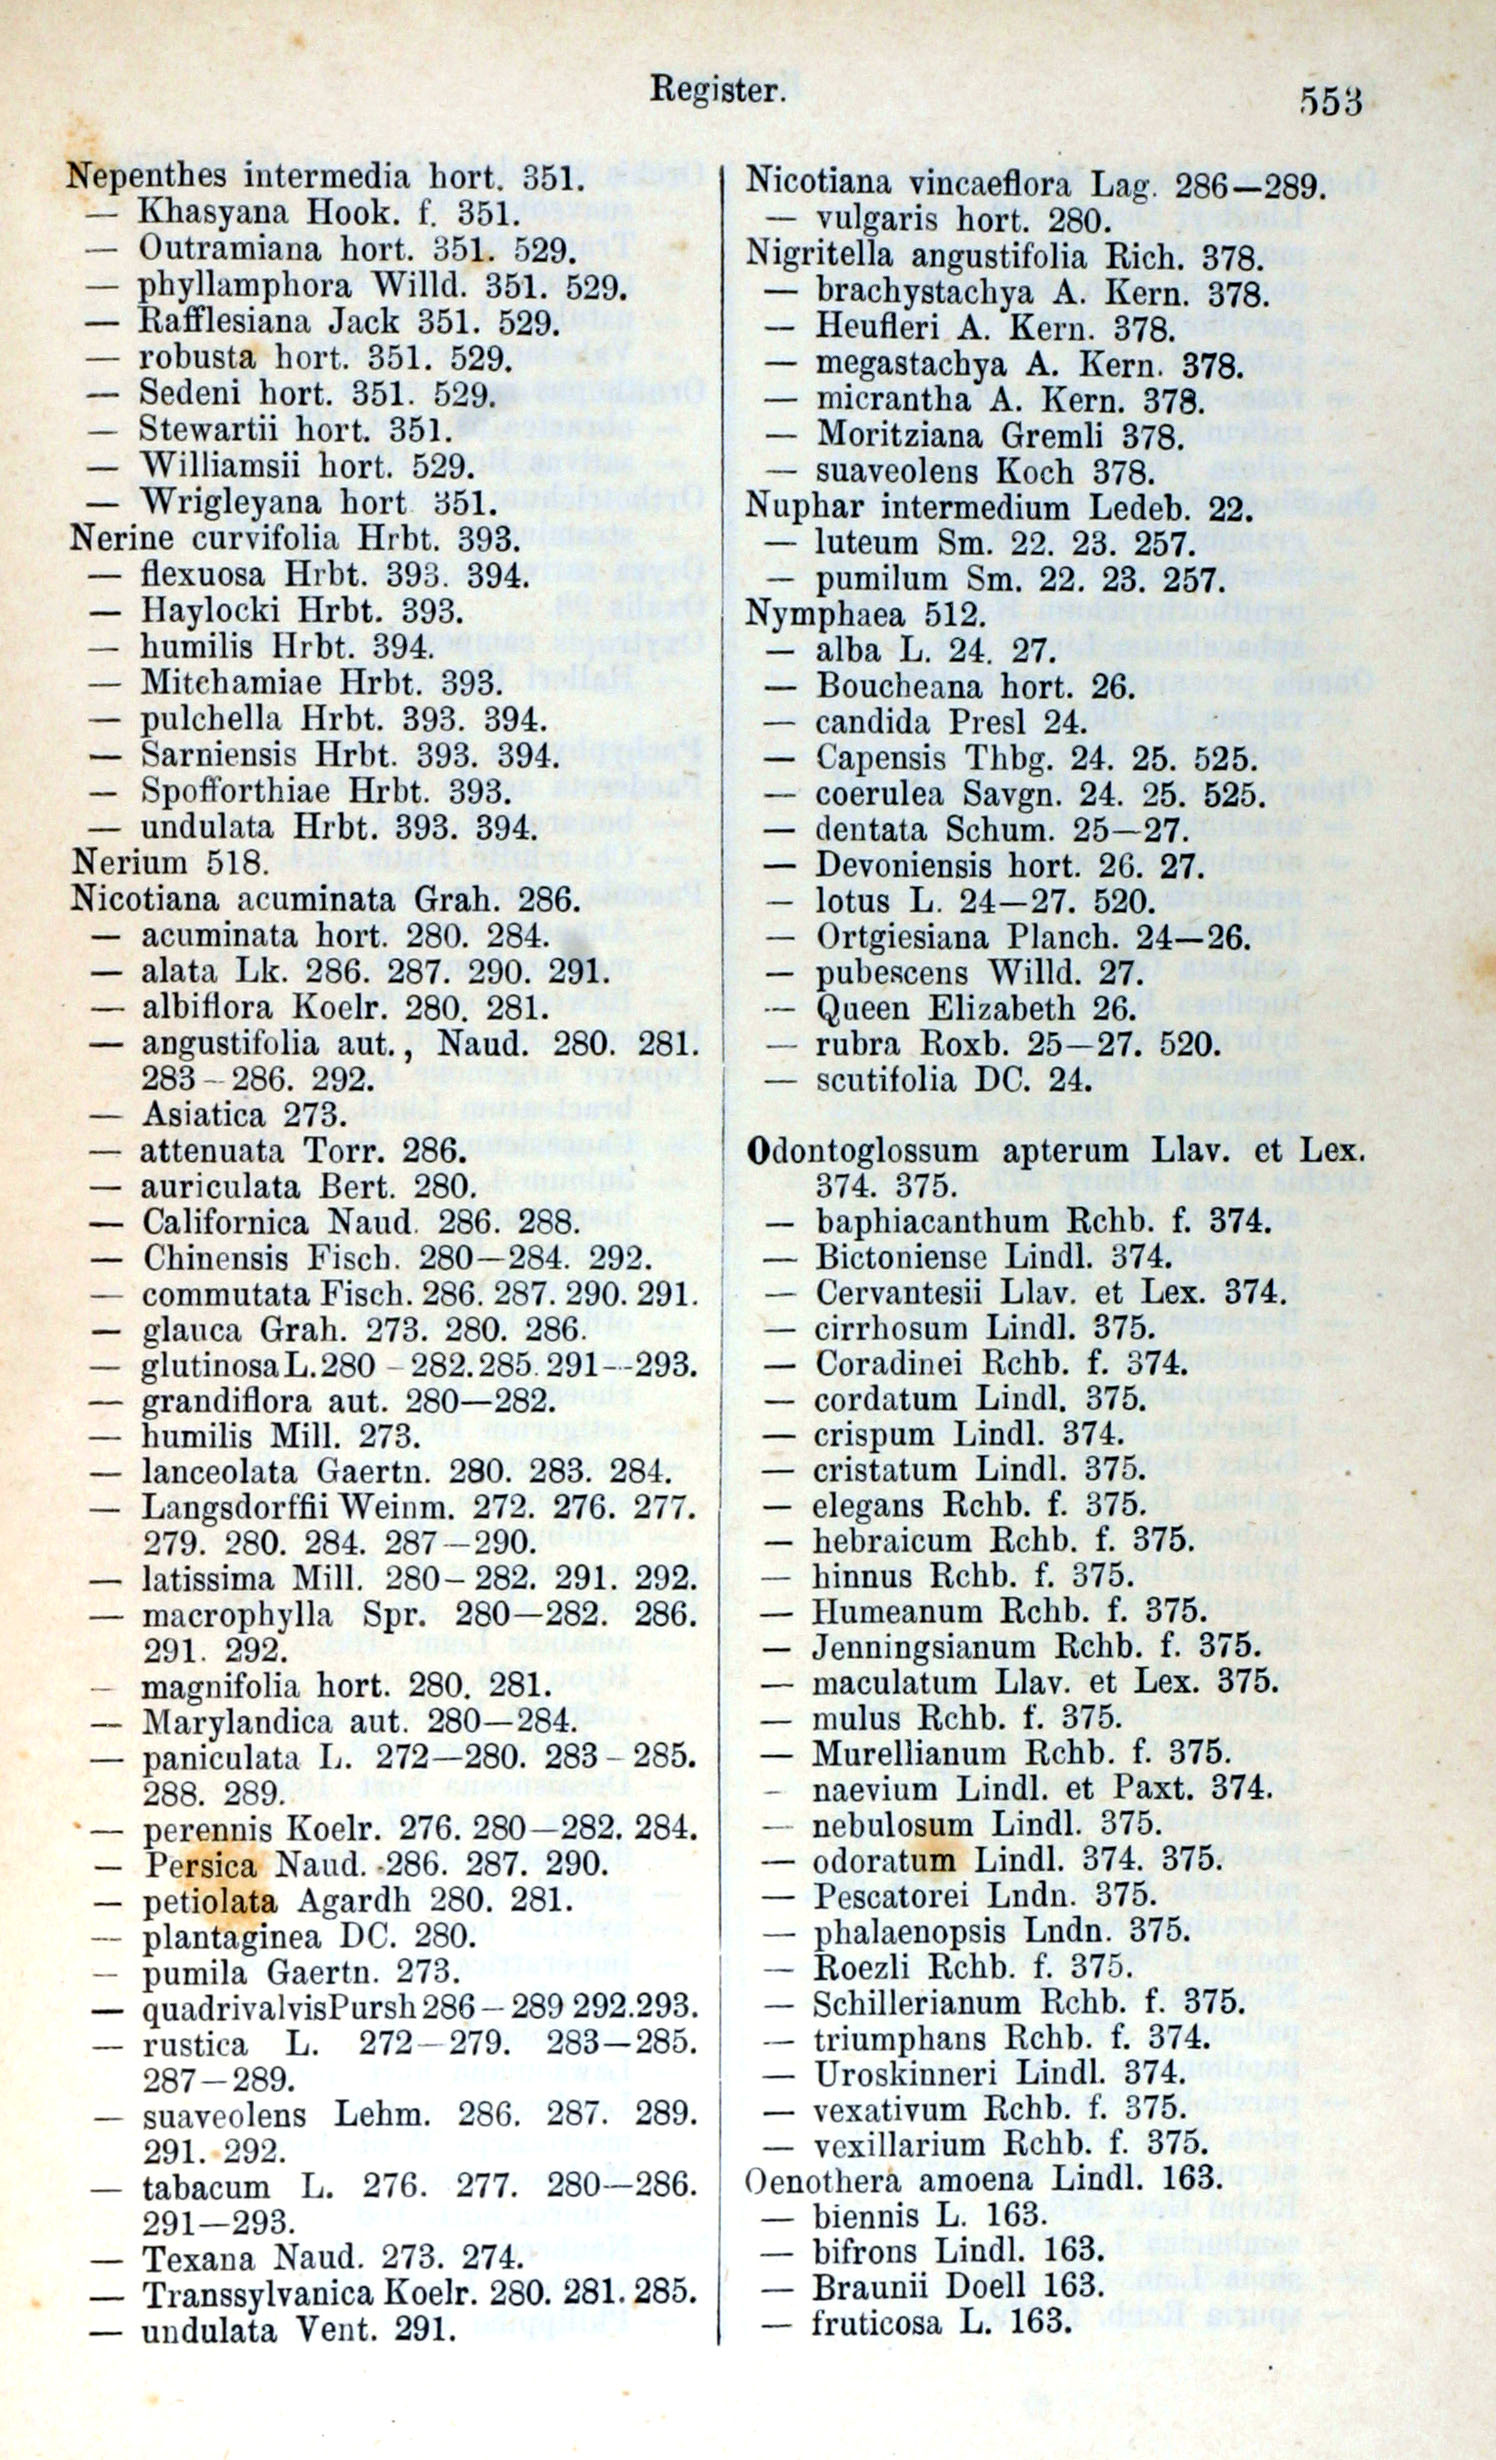 Register.
553
Nepenthes intermedia hort. 351.
— Khasyana Hook. f. 351.
— Outramiana hort. 351. 529.
— phyllamphora Willd. 351. 529.
— Rafflesiana Jack 351. 529.
— robusta hort. 351. 529.
— Sedeni hort. 351. 529.
— Stewartii hort. 351.
— Williamsii hort. 529.
— Wrigleyana hort 351.
Nerine curvifolia Hrbt. 393.
— flexuosa Hrbt. 393. 394.
— Haylocki Hrbt. 393.
— humilis Hrbt. 394.
— Mitchamiae Hrbt. 393.
— pulchella Hrbt. 393. 394.
— Sarniensis Hrbt. 393. 394.
— Spofforthiae Hrbt. 393.
— undulata Hrbt. 393. 394.
Nerium 518.
Nicotiana acuminata Grah. 286.
— acuminata hort. 280. 284.
— alata Lk. 286. 287. 290. 291.
— albiflora Koelr. 280. 281.
— angustifolia aut., Naud. 280. 281.
283–286. 292.
— Asiatica 273.
— attenuata Torr. 286.
— auriculata Bert. 280.
— Californica Naud. 286. 288.
— Chinensis Fisch. 280—284. 292.
— commutata Fisch. 286. 287. 290. 291.
— glauca Grah. 273. 280. 286.
— glutinosa L. 280–282. 285. 291–293.
— grandiflora aut. 280—282.
— humilis Mill. 273.
— lanceolata Gaertn. 280. 283. 284.
— Langsdorffii Weinm. 272. 276. 277.
279. 280. 284. 287—290.
— latissima Mill. 280–282. 291. 292.
— macrophylla Spr. 280—282. 286.
291. 292.
— magnifolia hort. 280. 281.
— Marylandica aut. 280—284.
— paniculata L. 272—280. 283–285.
288. 289.
— perennis Koelr. 276. 280—282. 284.
— Persica Naud. 286. 287. 290.
— petiolata Agardh 280. 281.
— plantaginea DC. 280.
— pumila Gaertn. 273.
— quadrivalvis Pursh 286–289 292. 293.
— rustica L. 272—279. 283—285.
287—289.
— suaveolens Lehm. 286. 287. 289.
291. 292.
— tabacum L. 276. 277. 280—286.
291—293.
— Texana Naud. 273. 274.
— Transsylvanica Koelr. 280. 281. 285.
— undulata Vent. 291.
Nicotiana vincaeflora Lag. 286—289.
— vulgaris hort. 280.
Nigritella angustifolia Rich. 378.
— brachystachya A. Kern. 378.
— Heufleri A. Kern. 378.
— megastachya A. Kern. 378.
— micrantha A. Kern. 378.
— Moritziana Gremli 378.
— suaveolens Koch 378.
Nuphar intermedium Ledeb. 22.
— luteum Sm. 22. 23. 257.
— pumilum Sm. 22. 23. 257.
Nymphaea 512.
— alba L. 24. 27.
— Boucheana hort. 26.
— candida Presl 24.
— Capensis Thbg. 24. 25. 525.
— coerulea Savgn. 24. 25. 525.
— dentata Schum. 25—27.
— Devoniensis hort. 26. 27.
— lotus L. 24—27. 520.
— Ortgiesiana Planch. 24—26.
— pubescens Willd. 27.
— Queen Elizabeth 26.
— rubra Roxb. 25—27. 520.
— scutifolia DC. 24.
Odontoglossum apterum Llav. et Lex.
374. 375.
— baphiacanthum Rchb. f. 374.
— Bictoniense Lindl. 374.
— Cervantesii Llav. et Lex. 374.
— cirrhosum Lindl. 375.
— Coradinei Rchb. f. 374.
— cordatum Lindl. 375.
— crispum Lindl. 374.
— cristatum Lindl. 375.
— elegans Rchb. f. 375.
— hebraicum Rchb. f. 375.
— hinnus Rchb. f. 375.
— Humeanum Rchb. f. 375.
— Jenningsianum Rchb. f. 375.
— maculatum Llav. et Lex. 375.
— mulus Rchb. f. 375.
— Murellianum Rchb. f. 375.
— naevium Lindl. et Paxt. 374.
— nebulosum Lindl. 375.
— odoratum Lindl. 374. 375.
— Pescatorei Lndn. 375.
— phalaenopsis Lndn. 375.
— Roezli Rchb. f. 375.
— Schillerianum Rchb. f. 375.
— triumphans Rchb. f. 374.
— Uroskinneri Lindl. 374.
— vexativum Rchb. f. 375.
— vexillarium Rchb. f. 375.
Oenothera amoena Lindl. 163.
— biennis L. 163.
— bifrons Lindl. 163.
— Braunii Doell 163.
— fruticosa L. 163.